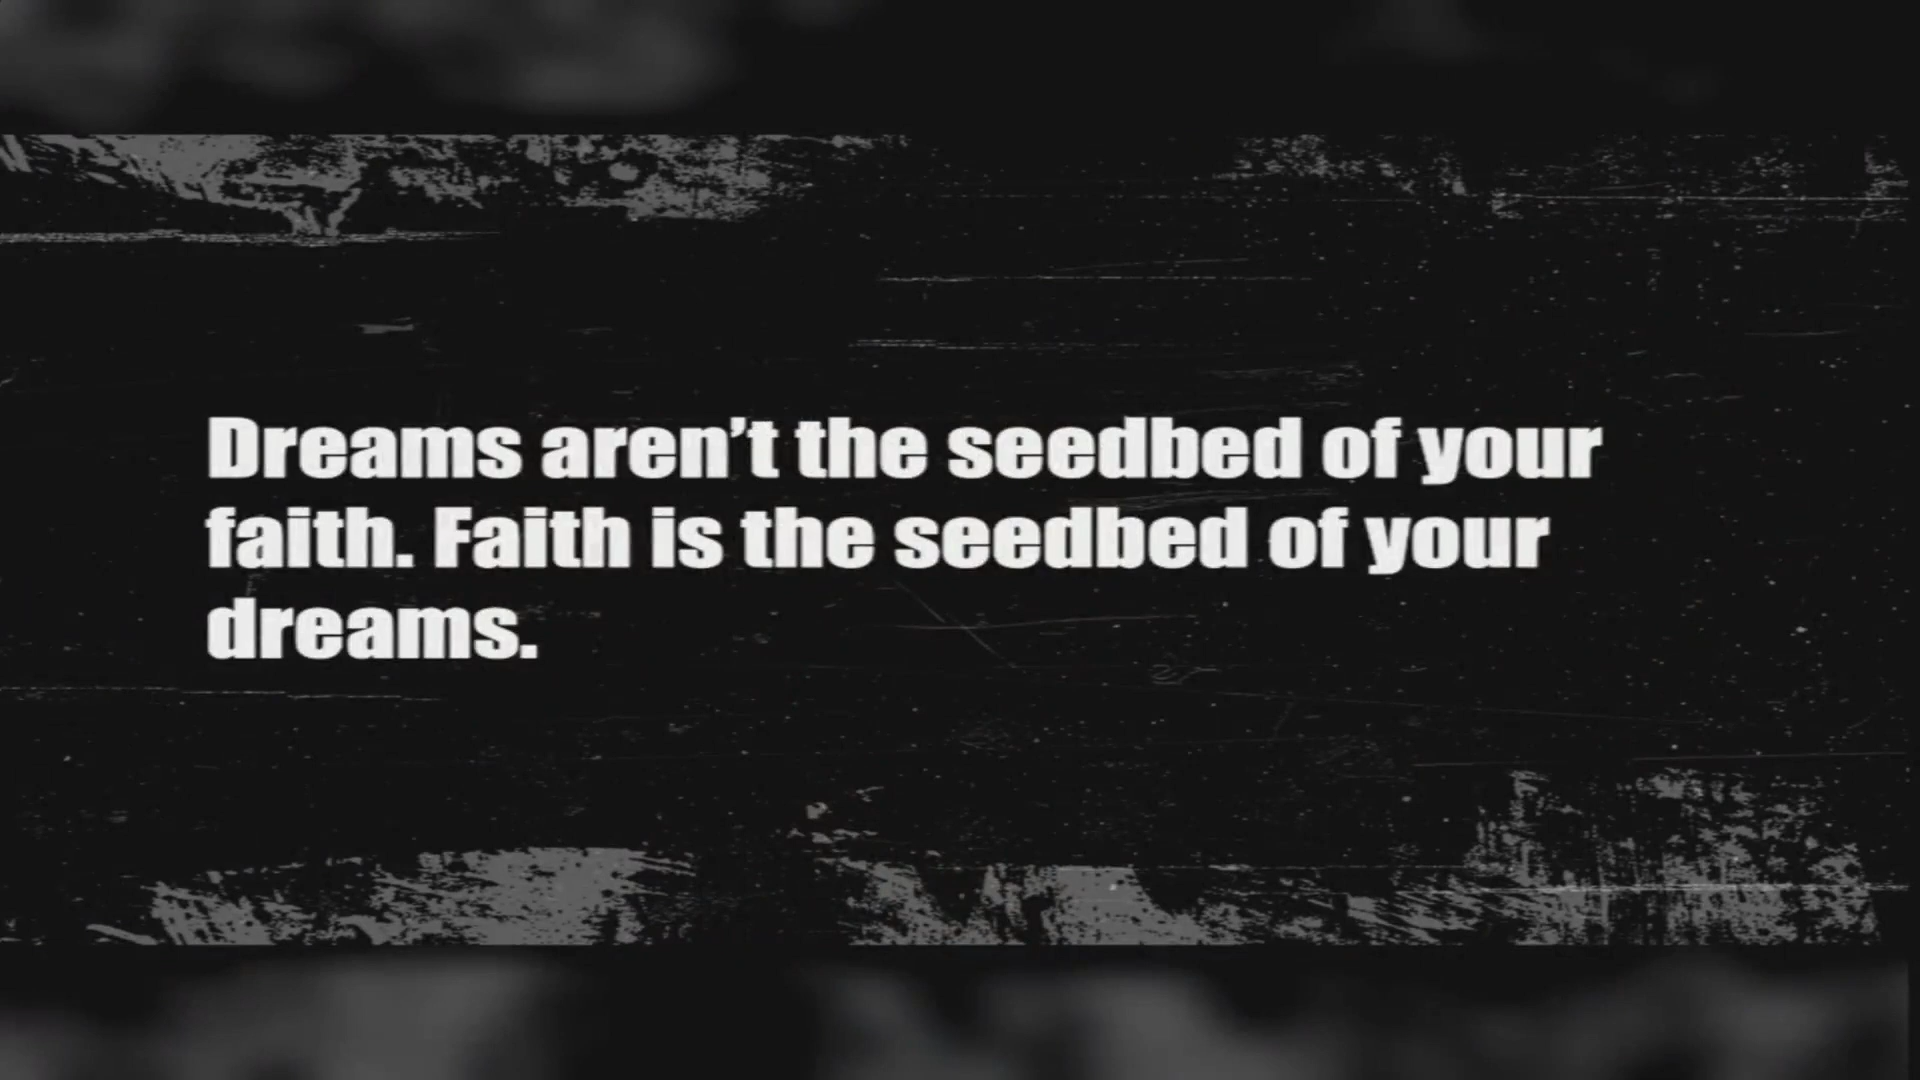 Dreams aren’t the seedbed of your
faith. Faith is the seedbed of your
dreams.